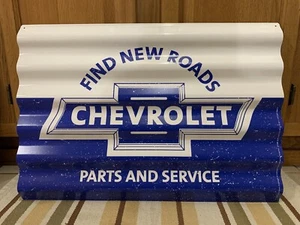 FIND NEW ROADS
CHEVROLET
PARTS AND SERVICE